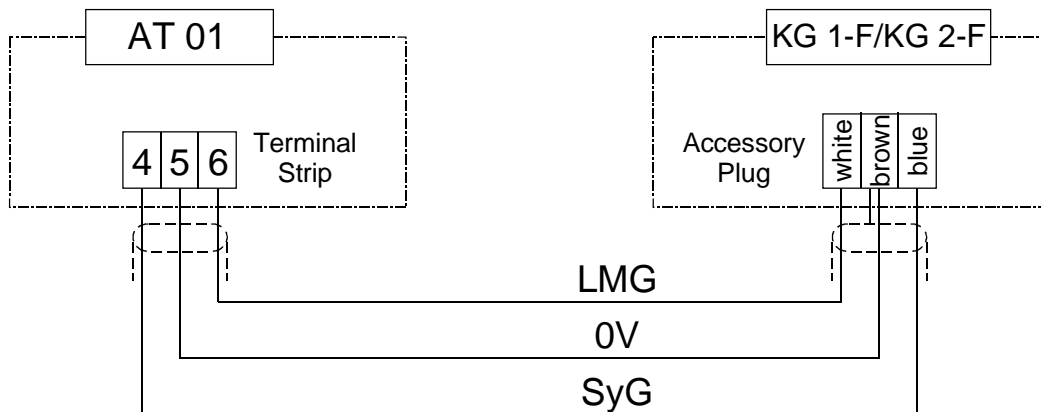 AT 01
KG 1-F/KG 2-F
4 5 6
Terminal
Strip
Accessory
Plug
white
brown
blue
LMG
0V
SyG